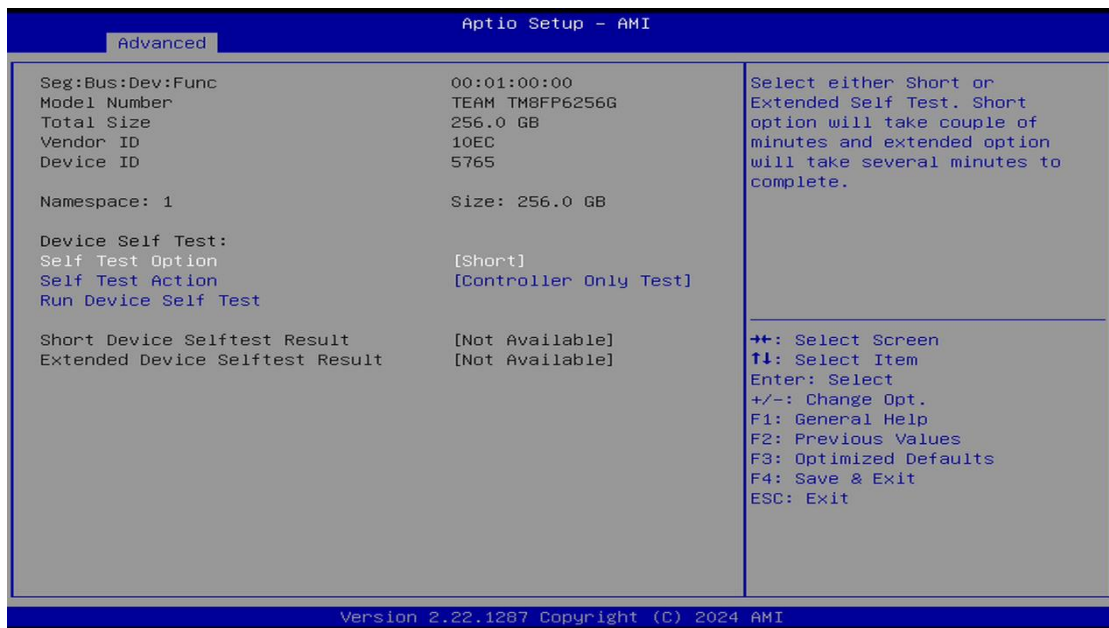 Aptio Setup - AMI
Advanced
Seg:Bus:Dev:Func 00:01:00:00
Model Number TEAM TM8FP6256G
Total Size 256.0 GB
Vendor ID 10EC
Device ID 5765
Namespace: 1 Size: 256.0 GB
Device Self Test:
Self Test Option [Short]
Self Test Action [Controller Only Test]
Run Device Self Test
Short Device Selftest Result [Not Available]
Extended Device Selftest Result [Not Available]
Select either Short or
Extended Self Test. Short
option will take couple of
minutes and extended option
will take several minutes to
complete.
→←: Select Screen
↑↓: Select Item
Enter: Select
+/-: Change Opt.
F1: General Help
F2: Previous Values
F3: Optimized Defaults
F4: Save & Exit
ESC: Exit
Version 2.22.1287 Copyright (C) 2024 AMI